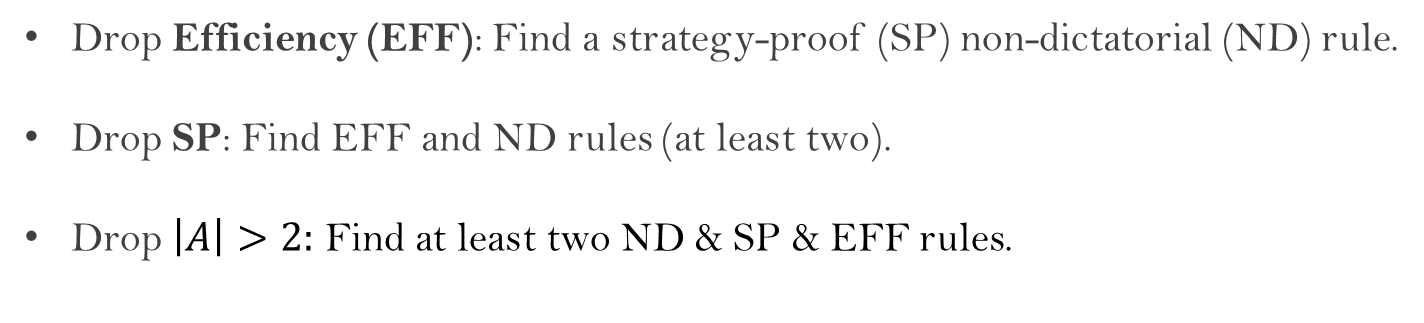 • Drop Efficiency (EFF): Find a strategy-proof (SP) non-dictatorial (ND) rule.
• Drop SP: Find EFF and ND rules (at least two).
• Drop |A| > 2: Find at least two ND & SP & EFF rules.